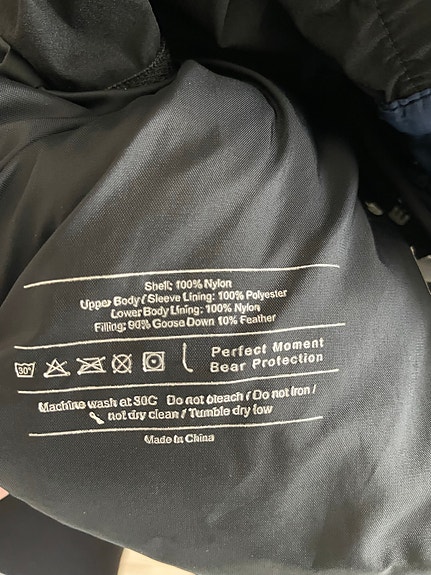 Shell: 100% Nylon
Upper Body / Sleeve Lining: 100% Polyester
Lower Body Lining: 100% Nylon
Filling: 90% Goose Down 10% Feather
30°
Perfect Moment
Bear Protection
Machine wash at 30C Do not bleach / Do not iron /
not dry clean / Tumble dry low
Made in China